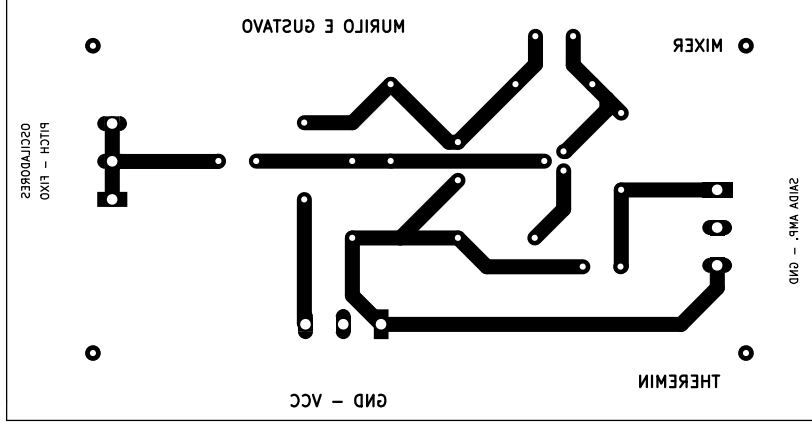 MURILO E GUSTAVO
MIXER
PITCH - FIXO
OSCILADORES
SAIDA AMP. - GND
THEREMIN
GND - VCC